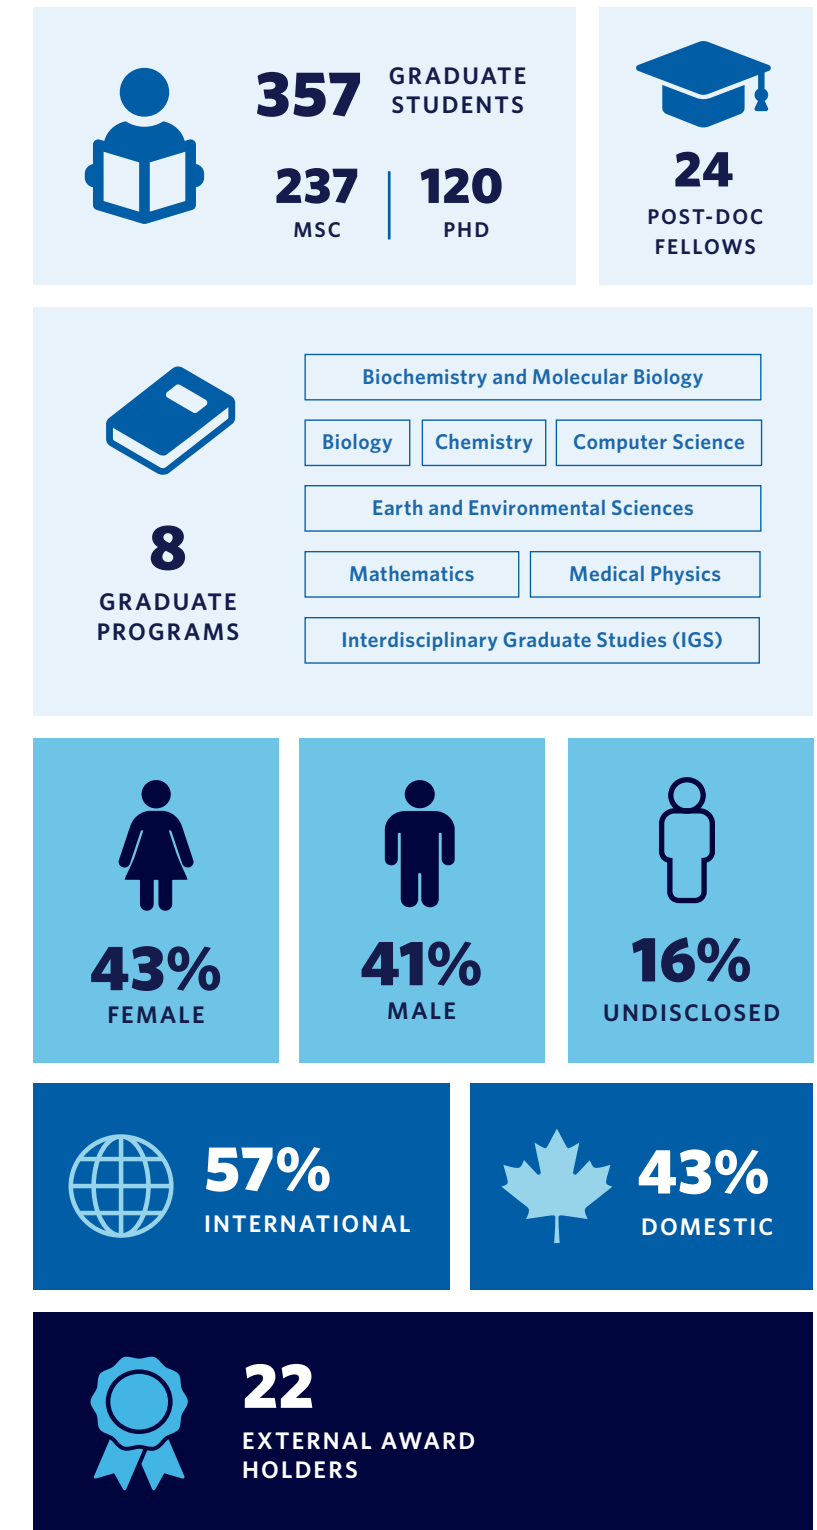 357 GRADUATE
STUDENTS
237 120
MSC PHD
24
POST-DOC
FELLOWS
8
GRADUATE
PROGRAMS
Biochemistry and Molecular Biology
Biology Chemistry Computer Science
Earth and Environmental Sciences
Mathematics Medical Physics
Interdisciplinary Graduate Studies (IGS)
43%
FEMALE
41%
MALE
16%
UNDISCLOSED
57%
INTERNATIONAL
43%
DOMESTIC
22
EXTERNAL AWARD
HOLDERS